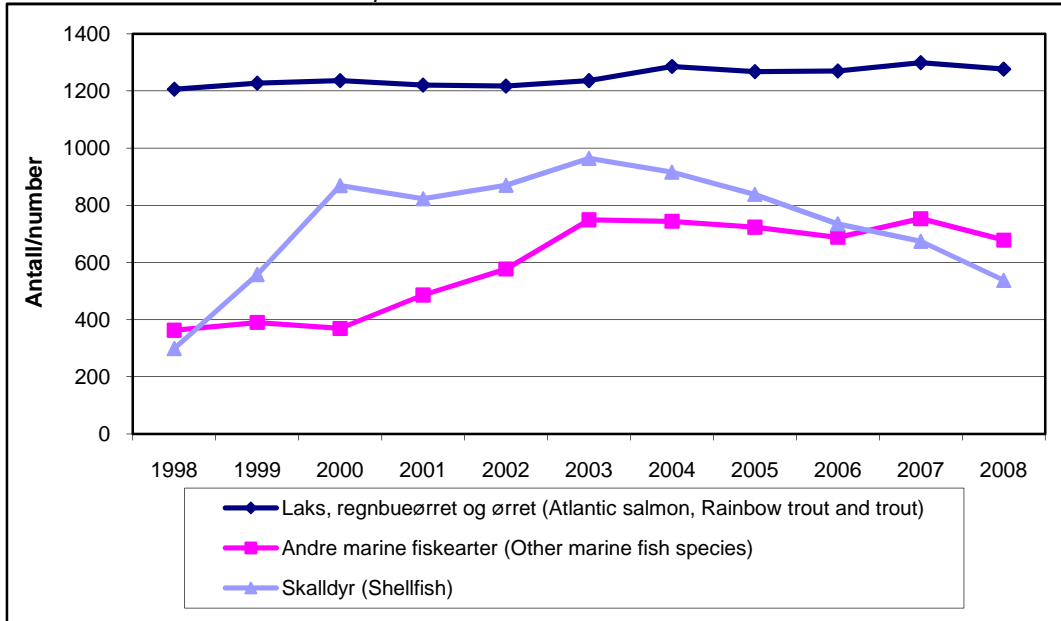 1400
1200
1000
800
600
400
200
0
Antall/number
1998 1999 2000 2001 2002 2003 2004 2005 2006 2007 2008
Laks, regnbueørret og ørret (Atlantic salmon, Rainbow trout and trout)
Andre marine fiskearter (Other marine fish species)
Skalldyr (Shellfish)